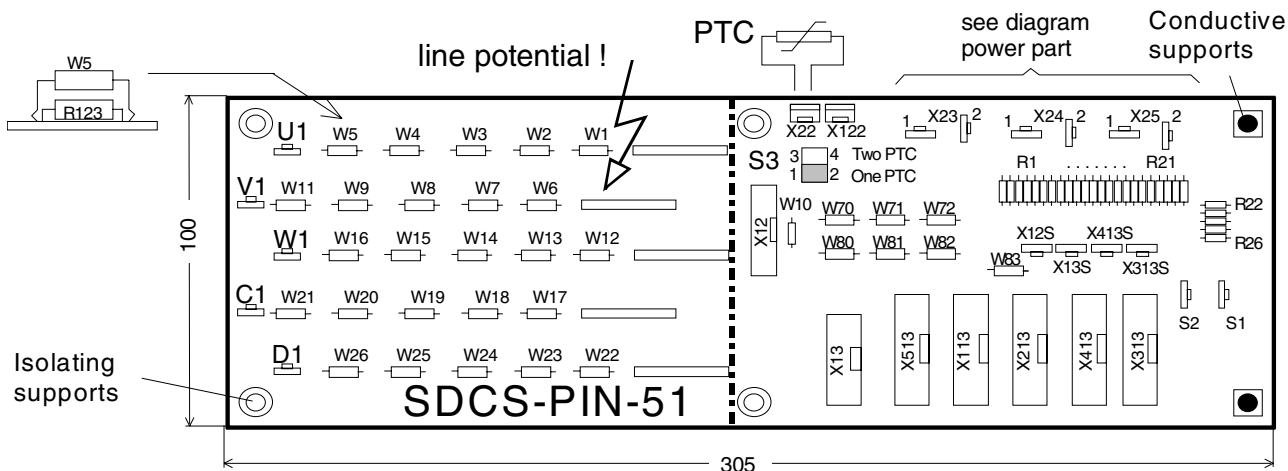 PTC
see diagram
power part
Conductive
supports
line potential !
W5
R123
U1 W5 W4 W3 W2 W1
X22 X122
1 X23 2 1 X24 2 1 X25 2
S3
3 4 Two PTC
1 2 One PTC
R1 ....... R21
V1 W11 W9 W8 W7 W6
W10
X12
W70 W71 W72
R22
R26
100
W1 W16 W15 W14 W13 W12
W80 W81 W82
W83
X12S X413S
X13S X313S
C1 W21 W20 W19 W18 W17
S2 S1
X13 X513 X113 X213 X413 X313
D1 W26 W25 W24 W23 W22
Isolating
supports
SDCS-PIN-51
305